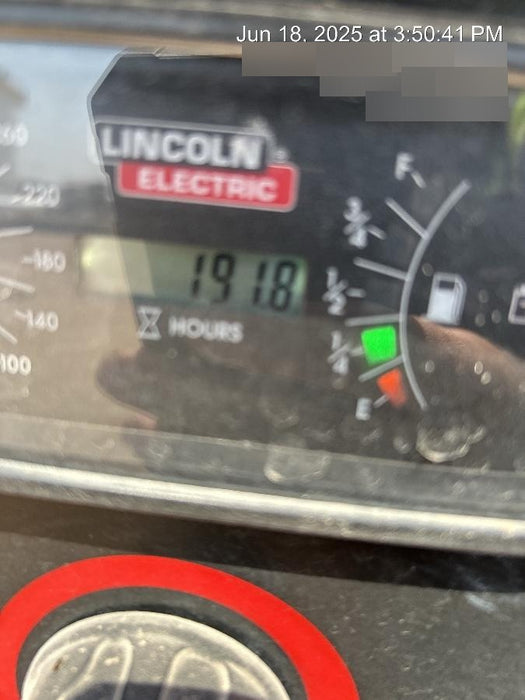 Jun 18, 2025 at 3:50:41 PM
LINCOLN
ELECTRIC
220
180
140
100
1918
HOURS
F
3/4
1/2
1/4
E